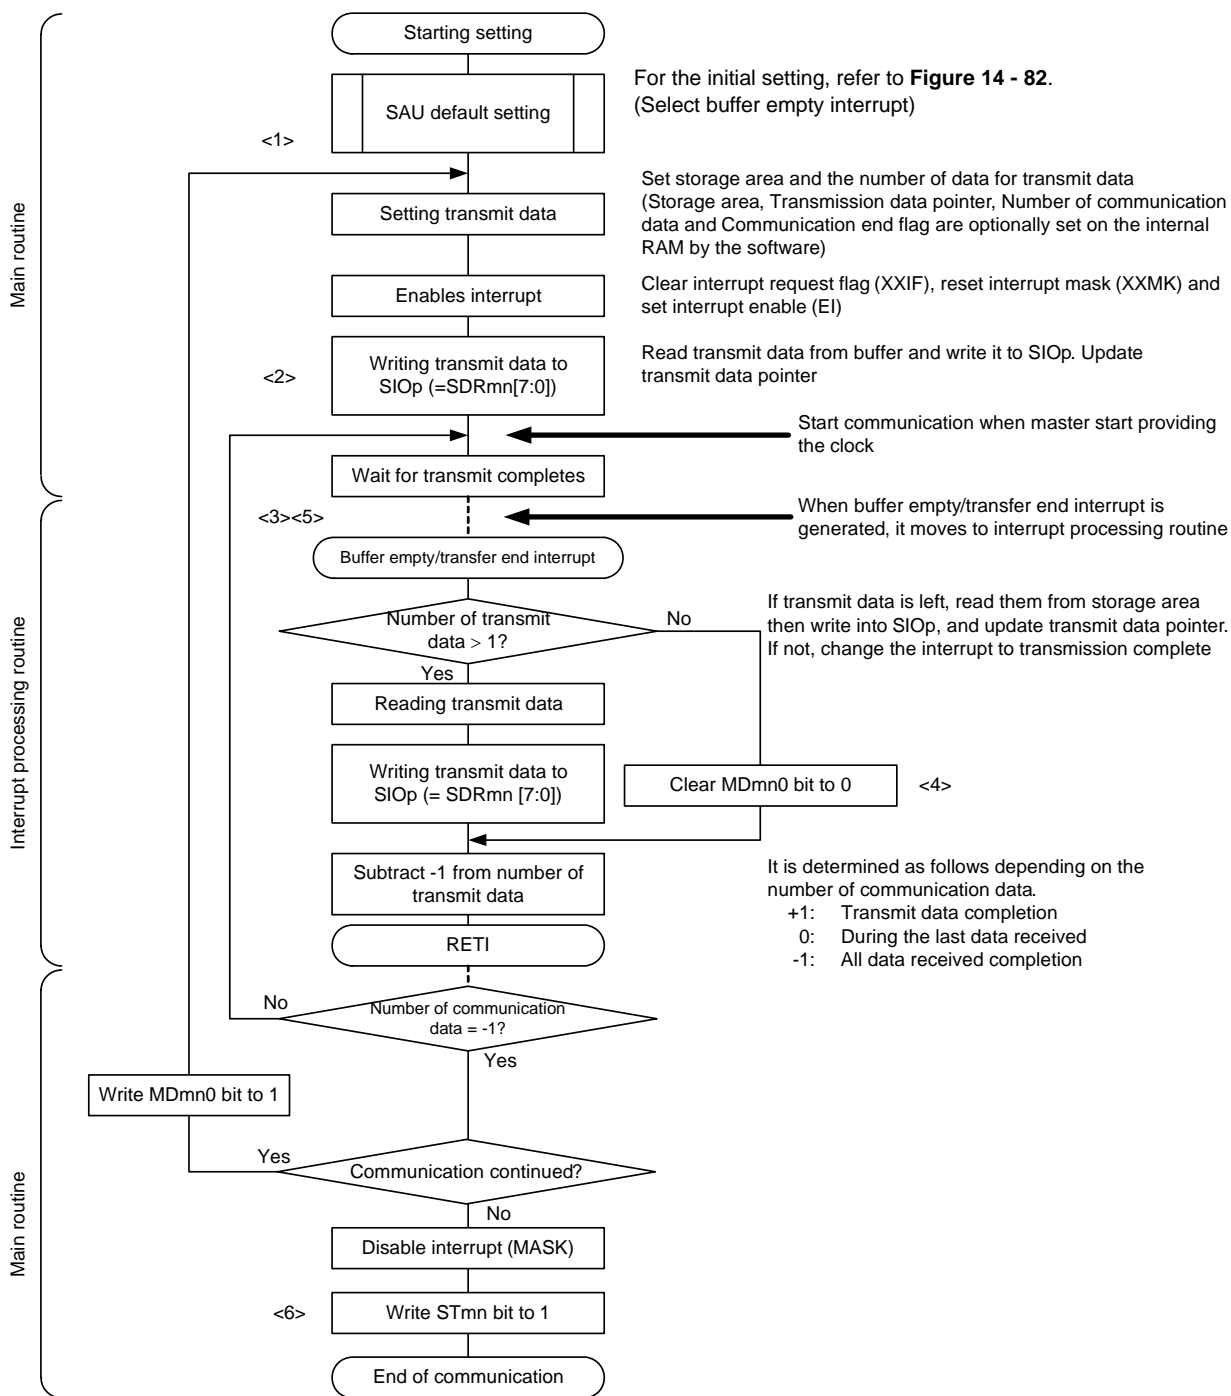 Starting setting
For the initial setting, refer to Figure 14 - 82.
(Select buffer empty interrupt)
SAU default setting
<1>
Set storage area and the number of data for transmit data
(Storage area, Transmission data pointer, Number of communication
data and Communication end flag are optionally set on the internal
RAM by the software)
Setting transmit data
Main routine
Enables interrupt
Clear interrupt request flag (XXIF), reset interrupt mask (XXMK) and
set interrupt enable (EI)
<2>
Writing transmit data to
SIOp (=SDRmn[7:0])
Read transmit data from buffer and write it to SIOp. Update
transmit data pointer
Start communication when master start providing
the clock
Wait for transmit completes
<3><5>
When buffer empty/transfer end interrupt is
generated, it moves to interrupt processing routine
Buffer empty/transfer end interrupt
Number of transmit
data > 1?
No
Yes
If transmit data is left, read them from storage area
then write into SIOp, and update transmit data pointer.
If not, change the interrupt to transmission complete
Interrupt processing routine
Reading transmit data
Writing transmit data to
SIOp (= SDRmn [7:0])
Clear MDmn0 bit to 0
<4>
Subtract -1 from number of
transmit data
It is determined as follows depending on the
number of communication data.
+1: Transmit data completion
0: During the last data received
-1: All data received completion
RETI
No
Number of communication
data = -1?
Yes
Write MDmn0 bit to 1
Yes
Communication continued?
No
Main routine
Disable interrupt (MASK)
<6>
Write STmn bit to 1
End of communication